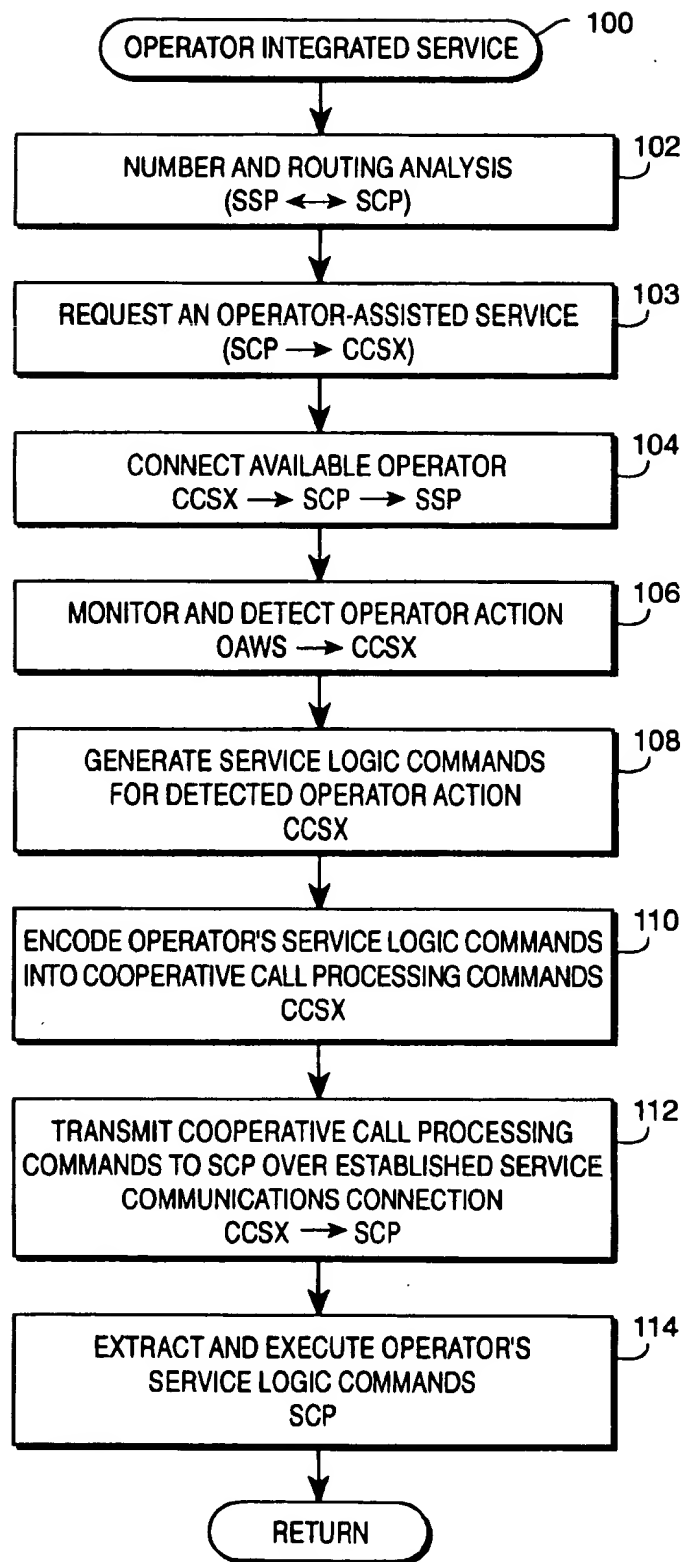 OPERATOR INTEGRATED SERVICE
100
NUMBER AND ROUTING ANALYSIS
(SSP ↔ SCP)
102
REQUEST AN OPERATOR-ASSISTED SERVICE
(SCP → CCSX)
103
CONNECT AVAILABLE OPERATOR
CCSX → SCP → SSP
104
MONITOR AND DETECT OPERATOR ACTION
OAWS → CCSX
106
GENERATE SERVICE LOGIC COMMANDS
FOR DETECTED OPERATOR ACTION
CCSX
108
ENCODE OPERATOR'S SERVICE LOGIC COMMANDS
INTO COOPERATIVE CALL PROCESSING COMMANDS
CCSX
110
TRANSMIT COOPERATIVE CALL PROCESSING
COMMANDS TO SCP OVER ESTABLISHED SERVICE
COMMUNICATIONS CONNECTION
CCSX → SCP
112
EXTRACT AND EXECUTE OPERATOR'S
SERVICE LOGIC COMMANDS
SCP
114
RETURN